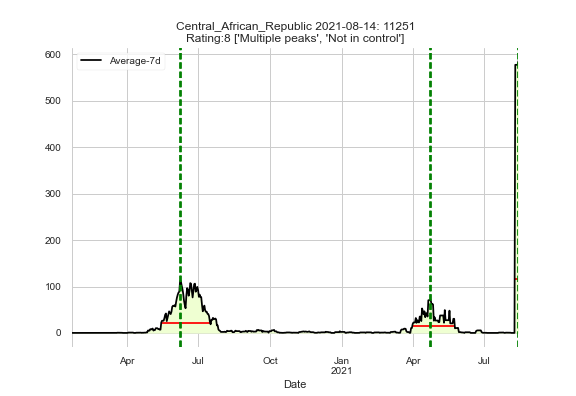 Central_African_Republic 2021-08-14: 11251
Rating:8 ['Multiple peaks', 'Not in control']
Average-7d
600
500
400
300
200
100
0
Apr
Jul
Oct
Jan
2021
Apr
Jul
Date